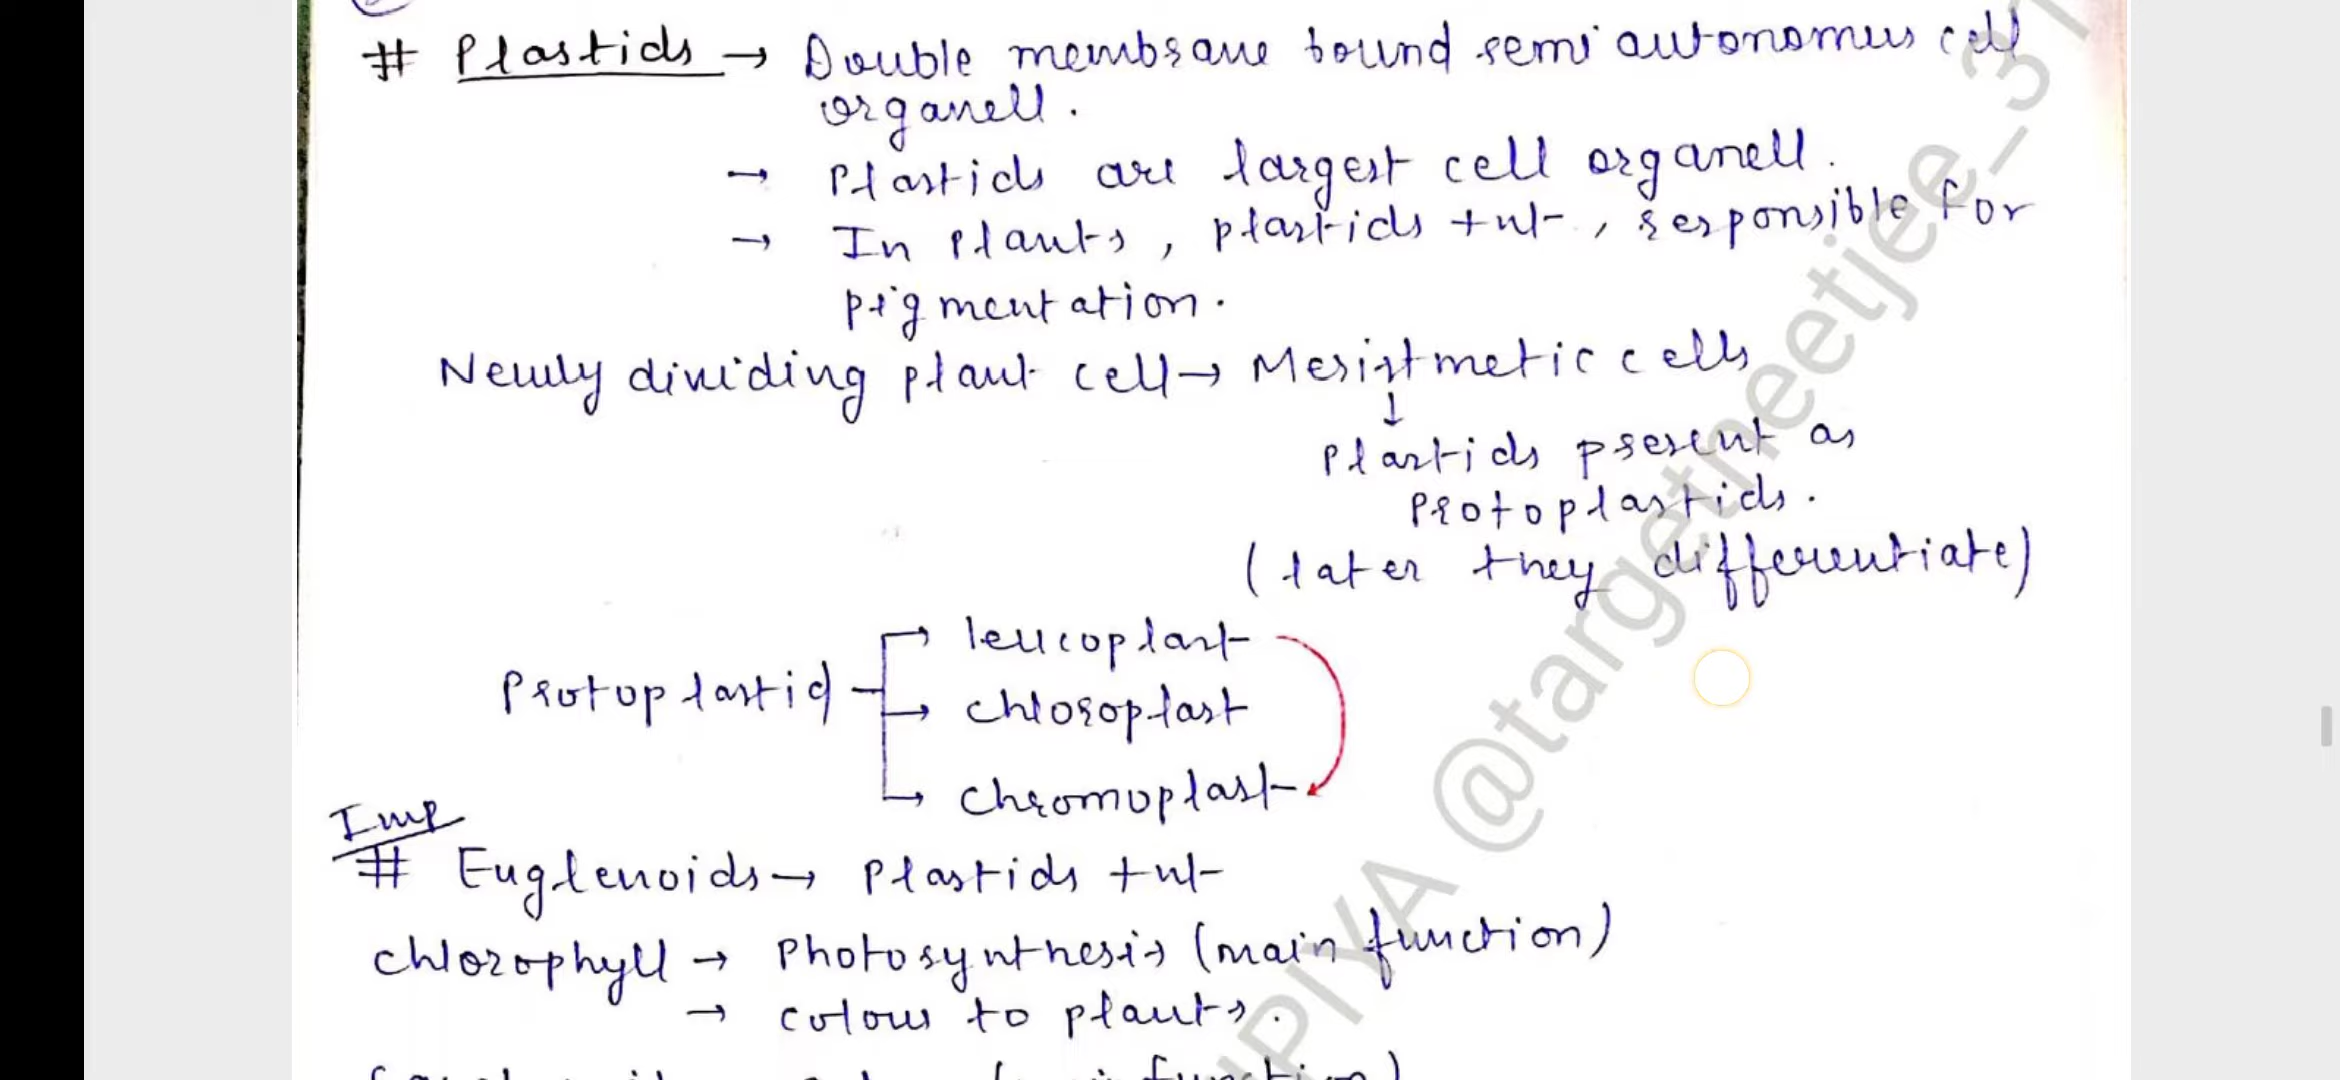 # Plastids → Double membrane bound semi autonomus cell
organell.
→ Plastids are largest cell organell.
→ In plants, plastids +nt, responsible for
pigmentation.
Newly dividing plant cell → Meristmetic cells
↓
Plastids present as
Protoplastids.
(later they differentiate)
→ leucoplast
Protoplastid → chloroplast
→ chromoplast
Imp
# Euglenoids → Plastids +nt
chlorophyll → Photosynthesis (main function)
→ colour to plants.
@targetneetjee_31